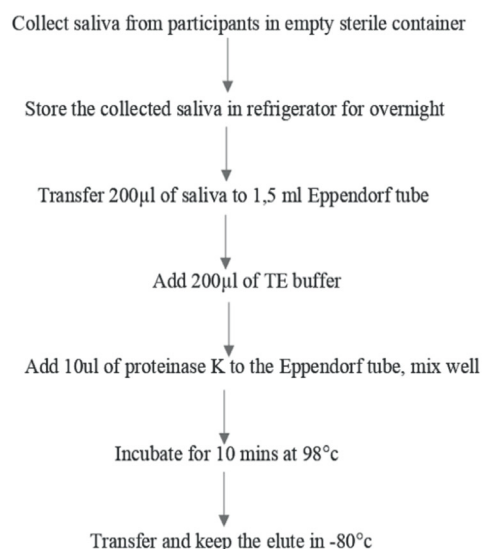 Collect saliva from participants in empty sterile container
Store the collected saliva in refrigerator for overnight
Transfer 200µl of saliva to 1,5 ml Eppendorf tube
Add 200µl of TE buffer
Add 10ul of proteinase K to the Eppendorf tube, mix well
Incubate for 10 mins at 98°c
Transfer and keep the elute in -80°c